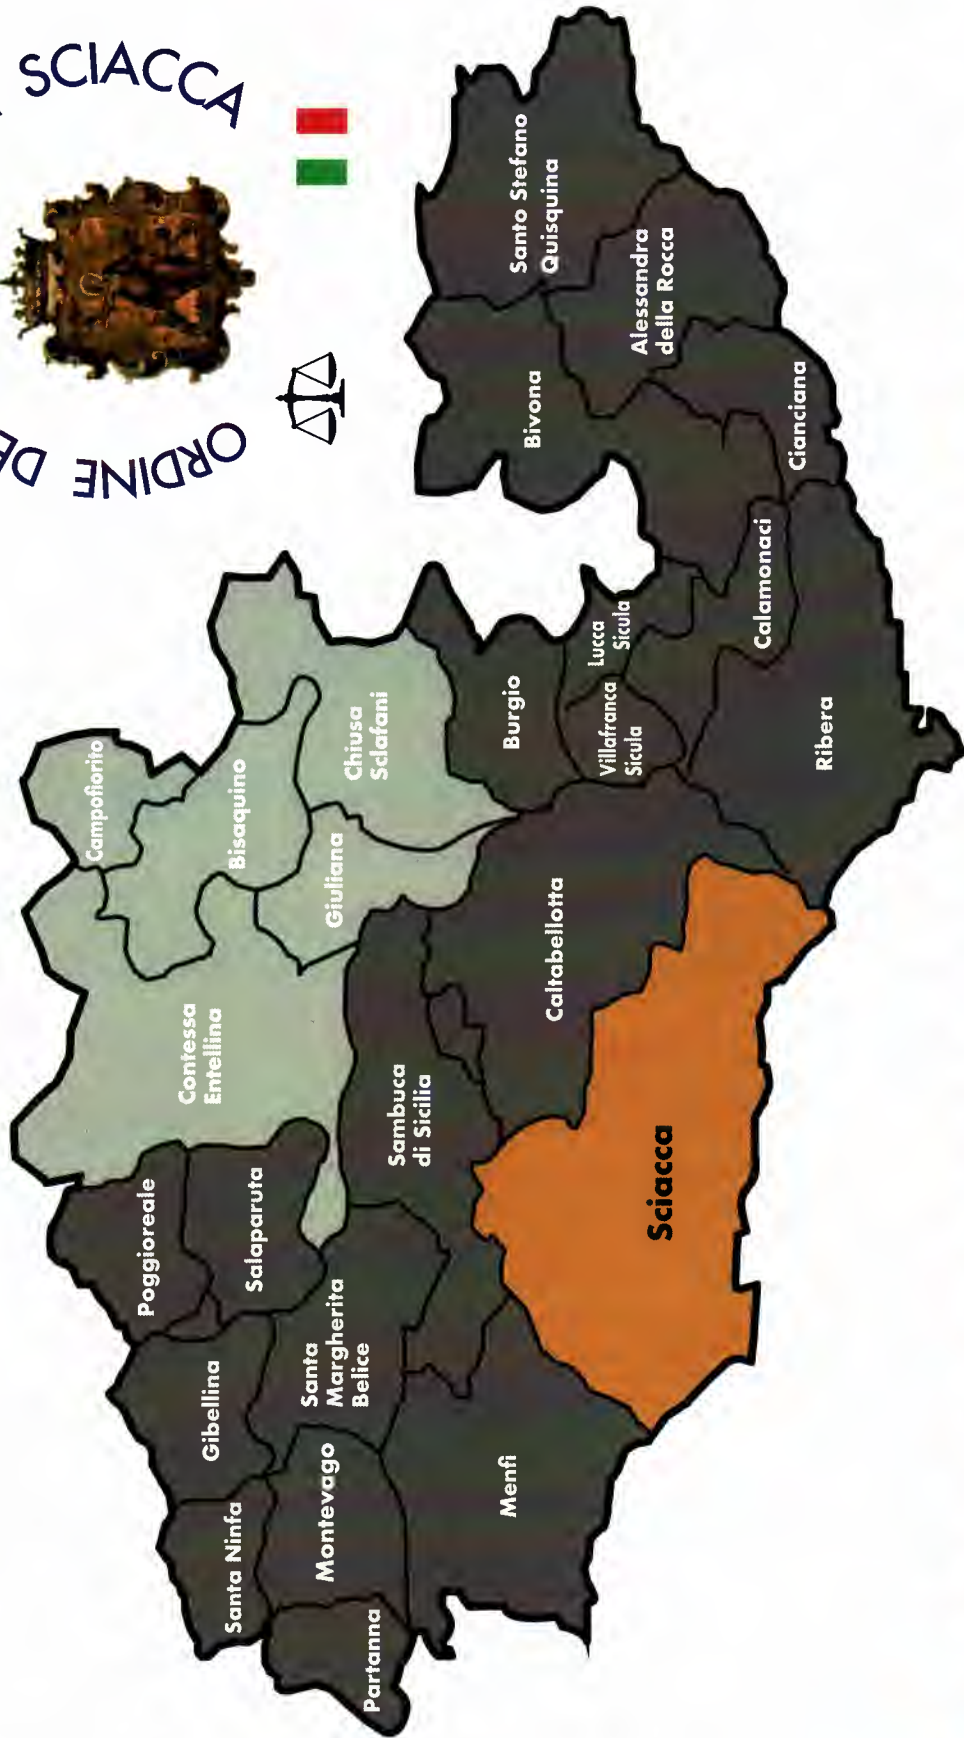 ORDINE DE
SCIACCA
Campofiorito
Bisaquino
Contessa
Entellina
Giuliana
Chiusa
Sclafani
Poggioreale
Salaparuta
Gibellina
Santa Ninfa
Santa
Margherita
Belice
Montevago
Partanna
Sambuca
di Sicilia
Menfi
Sciacca
Caltabellotta
Burgio
Villafranca
Sicula
Lucca
Sicula
Calamonaci
Ribera
Cianciana
Bivona
Alessandra
della Rocca
Santo Stefano
Quisquina